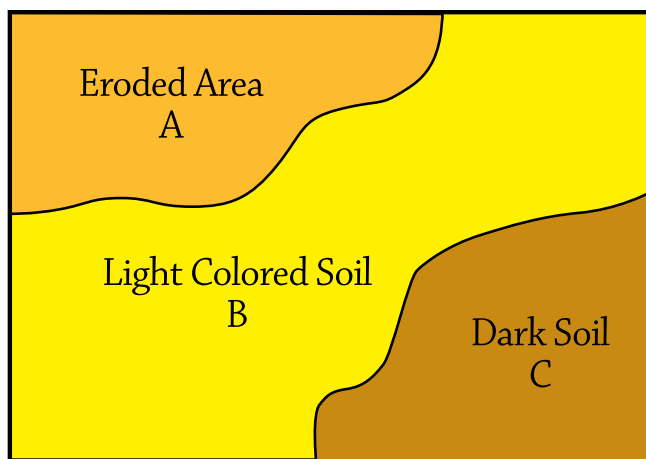 Eroded Area
A
Light Colored Soil
B
Dark Soil
C